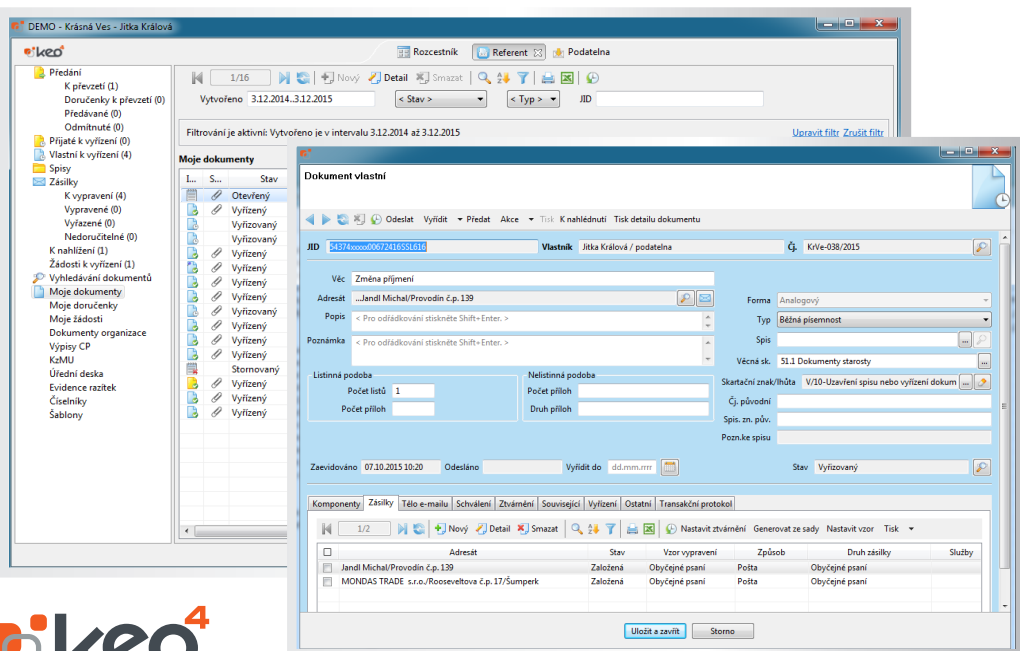 DEMO - Krásná Ves - Jitka Králová
keo4
Rozcestník Referent Podatelna
Předání
K převzetí (1)
Doručenky k převzetí (0)
Předávané (0)
Odmítnuté (0)
Přijaté k vyřízení (0)
Vlastní k vyřízení (4)
Spisy
Zásilky
K vypravení (4)
Vypravené (0)
Vyřazené (0)
Nedoručitelné (0)
K nahlížení (1)
Žádosti k vyřízení (1)
Vyhledávání dokumentů
Moje dokumenty
Moje doručenky
Moje žádosti
Dokumenty organizace
Výpisy CP
KzMU
Úřední deska
Evidence razítek
Číselníky
Šablony
1/16 Nový Detail Smazat
Vytvořeno 3.12.2014..3.12.2015 < Stav > < Typ > JID
Filtrování je aktivní: Vytvořeno je v intervalu 3.12.2014 až 3.12.2015 Upravit filtr Zrušit filtr
Moje dokumenty
I... S... Stav
Otevřený
Vyřízený
Vyřizovaný
Vyřizovaný
Vyřízený
Vyřízený
Vyřízený
Vyřízený
Vyřizovaný
Vyřízený
Vyřízený
Vyřízený
Stornovaný
Vyřízený
Vyřízený
Vyřízený
Dokument vlastní
Odeslat Vyřídit Předat Akce Tisk K nahlédnutí Tisk detailu dokumentu
JID 54374xxxxx00672416SSL616 Vlastník Jitka Králová / podatelna Čj. KrVe-038/2015
Věc Změna příjmení
Adresát ...Jandl Michal/Provodín č.p. 139
Popis < Pro odřádkování stiskněte Shift+Enter. >
Poznámka < Pro odřádkování stiskněte Shift+Enter. >
Forma Analogový
Typ Běžná písemnost
Spis ...
Věcná sk. 51.1 Dokumenty starosty ...
Skartační znak/lhůta V/10-Uzavření spisu nebo vyřízení dokum ...
Čj. původní
Spis. zn. pův.
Pozn.ke spisu
Listinná podoba
Počet listů 1
Počet příloh
Nelistinná podoba
Počet příloh
Druh příloh
Zaevidováno 07.10.2015 10:20 Odesláno Vyřídit do dd.mm.rrrr Stav Vyřizovaný
Komponenty Zásilky Tělo e-mailu Schválení Ztvárnění Související Vyřízení Ostatní Transakční protokol
1/2 Nový Detail Smazat Nastavit ztvárnění Generovat ze sady Nastavit vzor Tisk
Adresát Stav Vzor vypravení Způsob Druh zásilky Služby
Jandl Michal/Provodín č.p. 139 Založená Obyčejné psaní Pošta Obyčejné psaní
MONDAS TRADE s.r.o./Rooseveltova č.p. 17/Šumperk Založená Obyčejné psaní Pošta Obyčejné psaní
Uložit a zavřít Storno
keo4